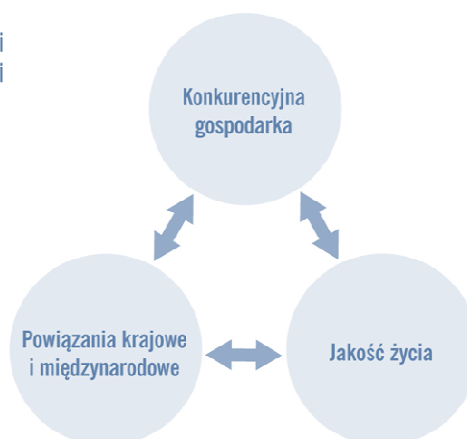 Konkurencyjna
gospodarka
Powiązania krajowe
i międzynarodowe
Jakość życia